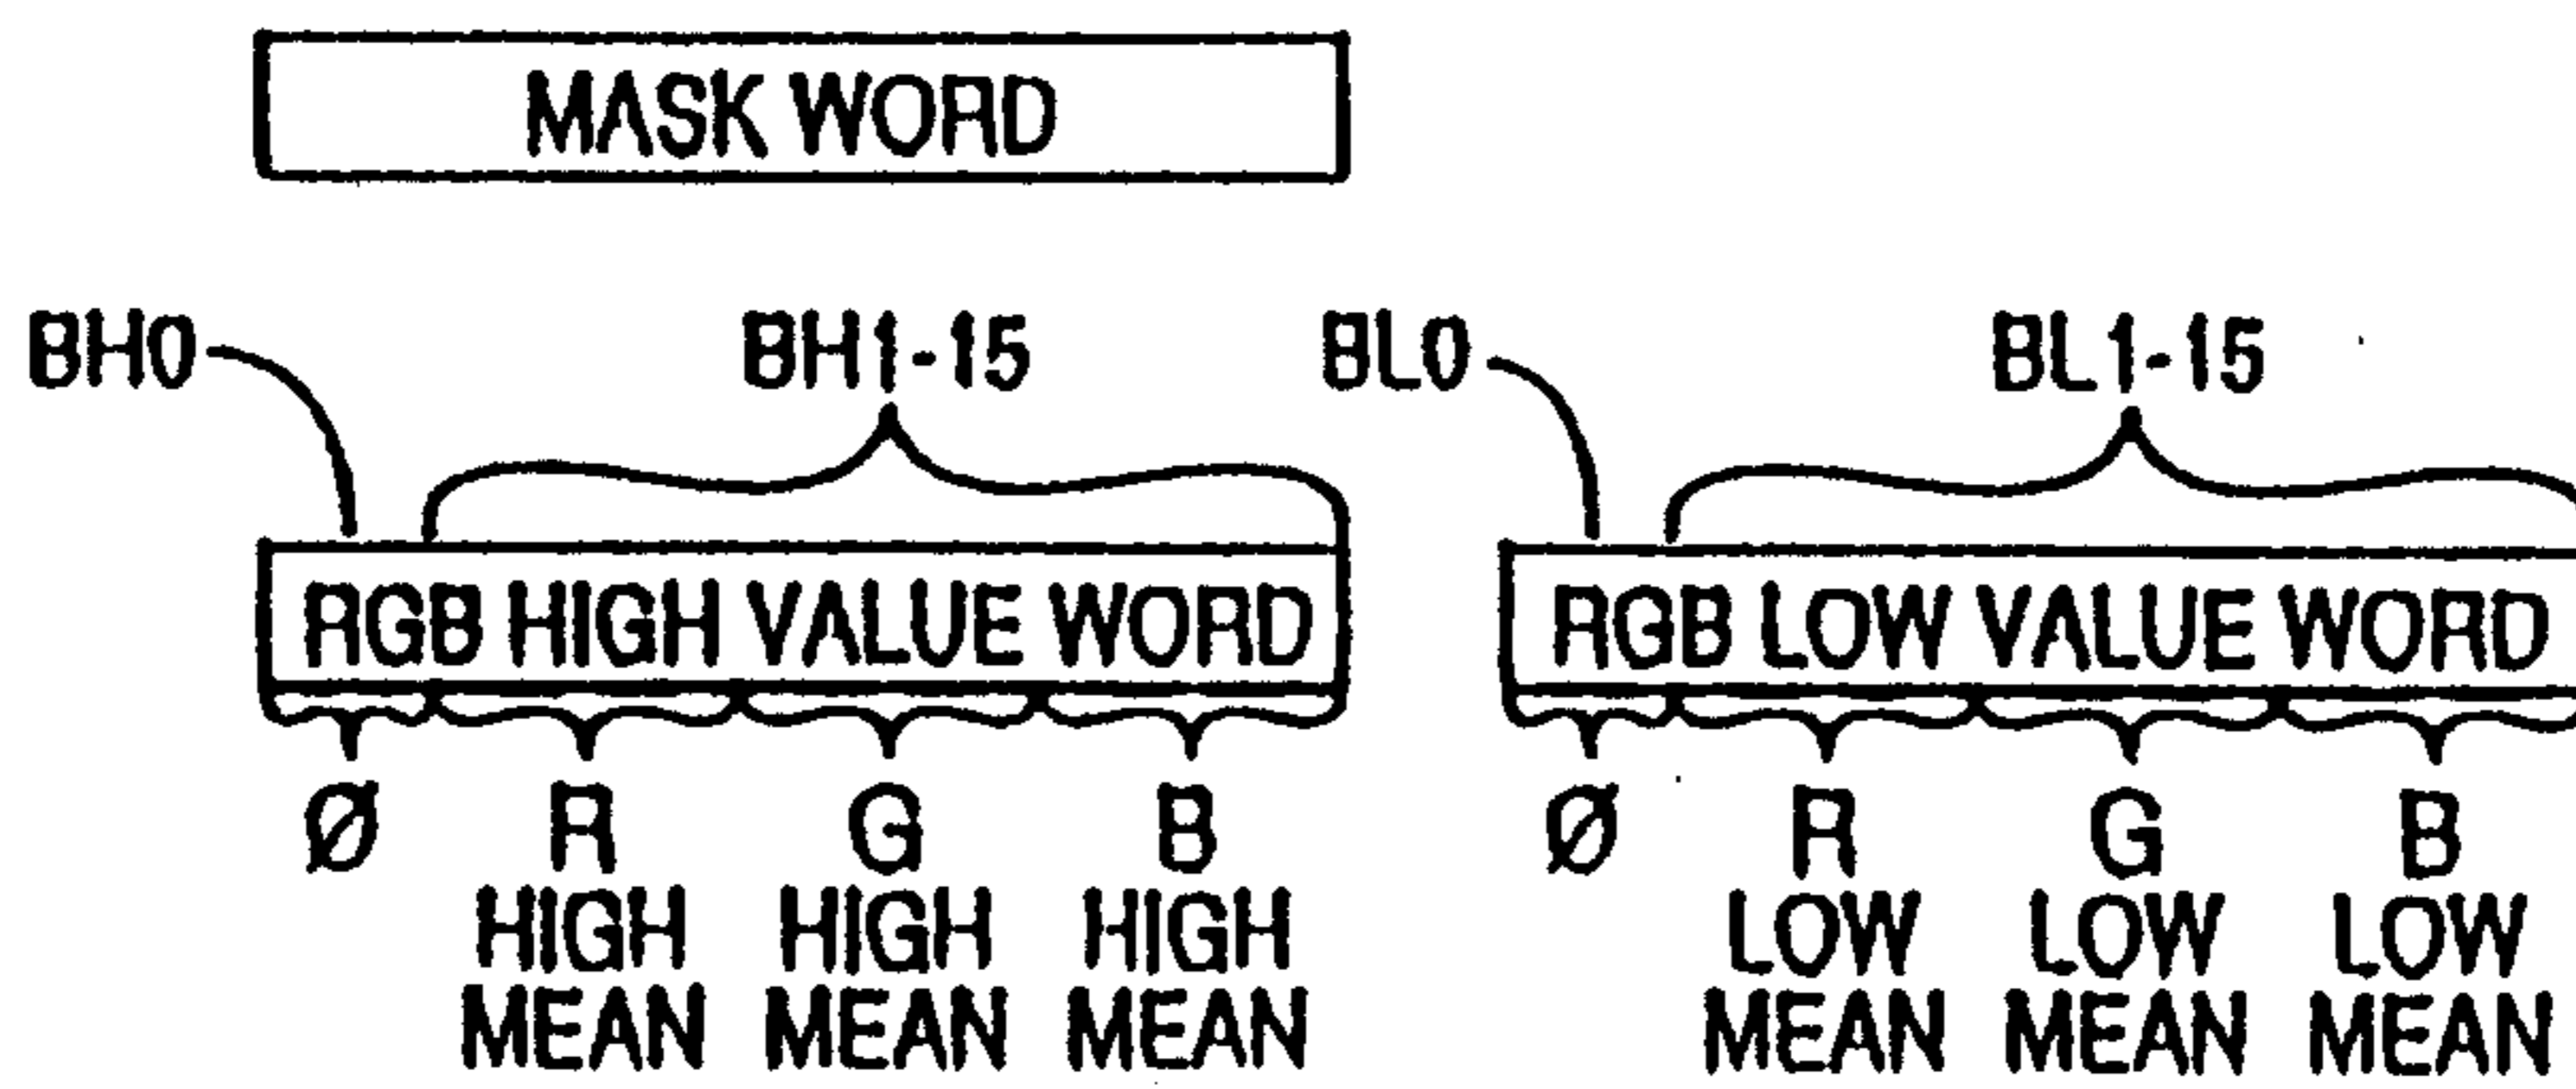 MASK WORD
BH0 BH1-15 BL0 BL1-15
RGB HIGH VALUE WORD RGB LOW VALUE WORD
Ø R G B Ø R G B
HIGH HIGH HIGH LOW LOW LOW
MEAN MEAN MEAN MEAN MEAN MEAN